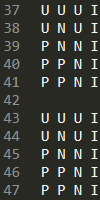 37 U U U I
38 U N U I
39 P N N I
40 P P N I
41 P P N I
42
43 U U U I
44 U N U I
45 P N N I
46 P P N I
47 P P N I